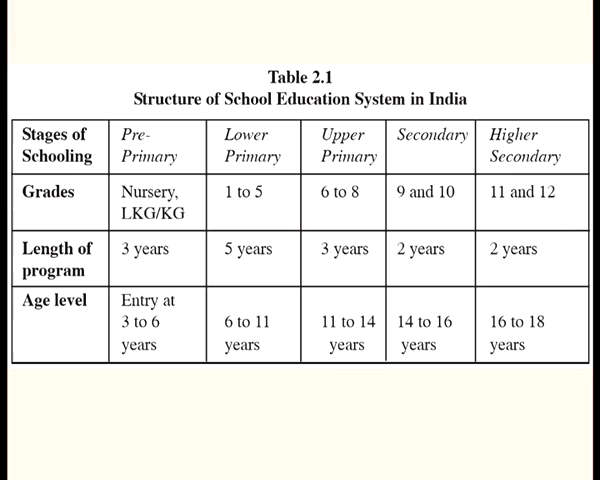 Table 2.1
Structure of School Education System in India
Stages of Schooling Pre-Primary Lower Primary Upper Primary Secondary Higher Secondary
Grades Nursery, LKG/KG 1 to 5 6 to 8 9 and 10 11 and 12
Length of program 3 years 5 years 3 years 2 years 2 years
Age level Entry at 3 to 6 years 6 to 11 years 11 to 14 years 14 to 16 years 16 to 18 years